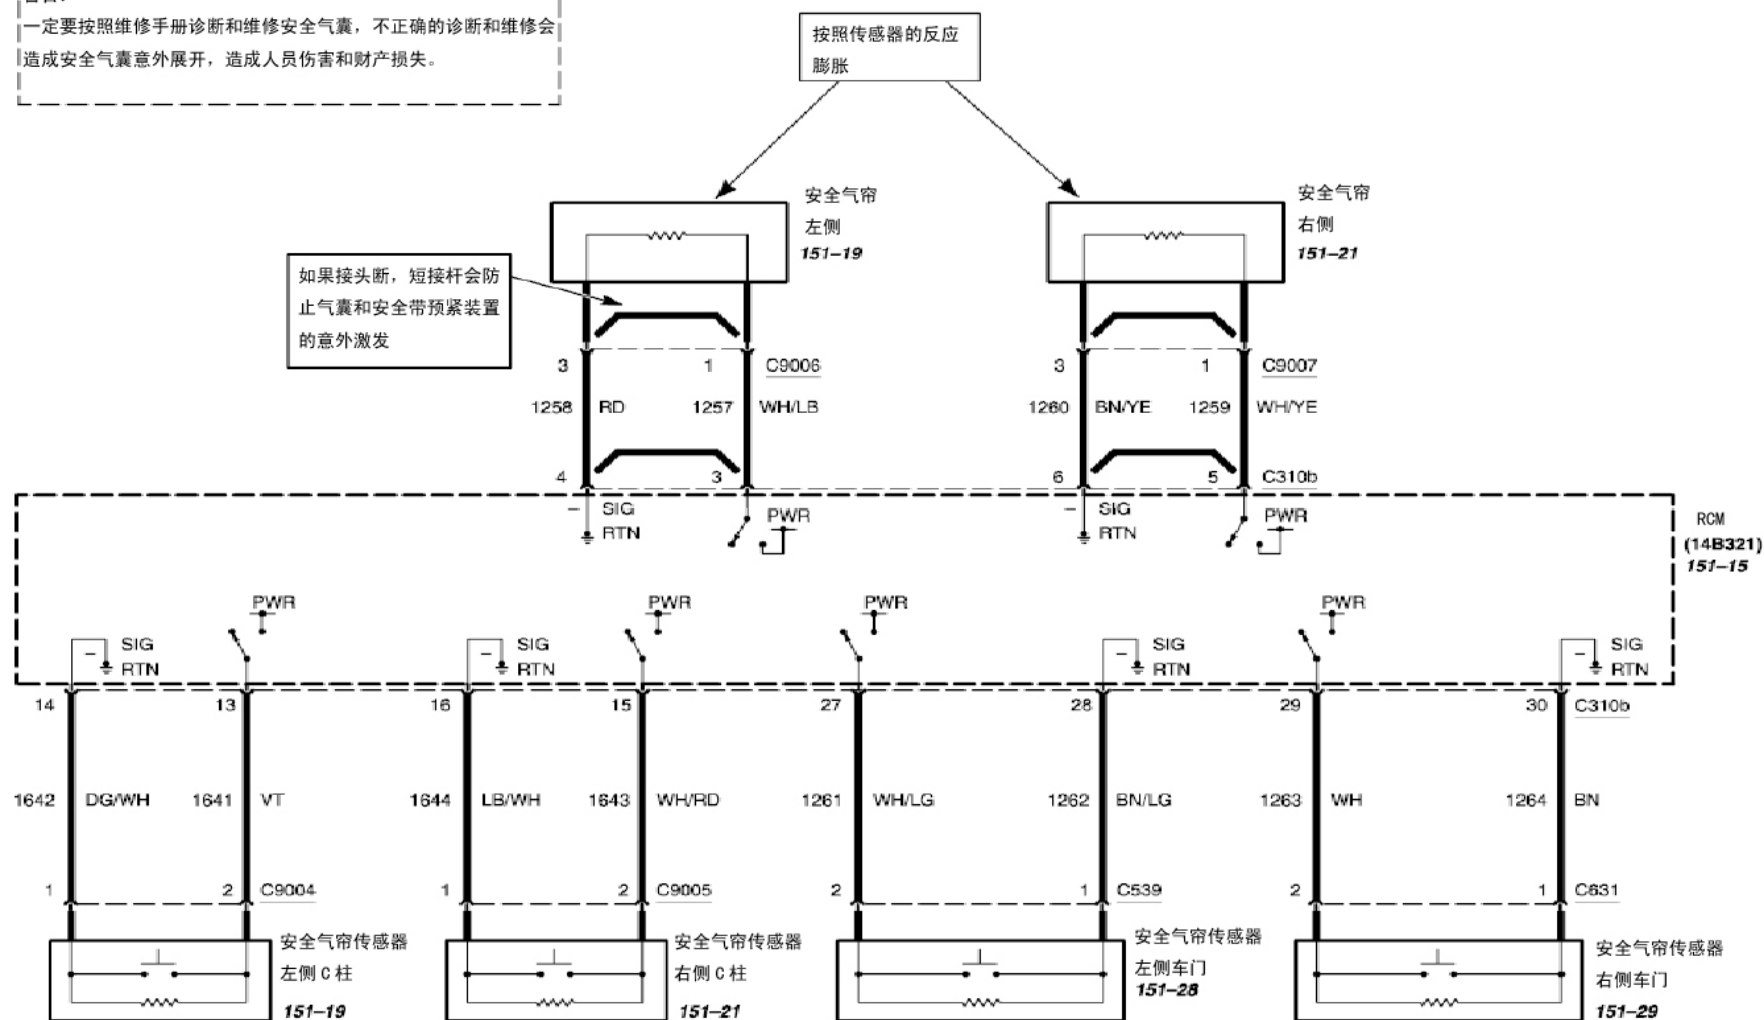 一定要按照维修手册诊断和维修安全气囊，不正确的诊断和维修会
造成安全气囊意外展开，造成人员伤害和财产损失。
按照传感器的反应
膨胀
安全气帘
左侧
151–19
安全气帘
右侧
151–21
如果接头断，短接杆会防
止气囊和安全带预紧装置
的意外激发
3 1 C9006
3 1 C9007
1258 RD 1257 WH/LB
1260 BN/YE 1259 WH/YE
4 3
6 5 C310b
– SIG
RTN
PWR
– SIG
RTN
PWR
RCM
(14B321)
151–15
PWR
PWR
PWR
PWR
– SIG
RTN
– SIG
RTN
– SIG
RTN
– SIG
RTN
14 13 16 15 27 28 29 30 C310b
1642 DG/WH 1641 VT 1644 LB/WH 1643 WH/RD 1261 WH/LG 1262 BN/LG 1263 WH 1264 BN
1 2 C9004 1 2 C9005 2 1 C539 2 1 C631
安全气帘传感器
左侧 C 柱
151–19
安全气帘传感器
右侧 C 柱
151–21
安全气帘传感器
左侧车门
151–28
安全气帘传感器
右侧车门
151–29